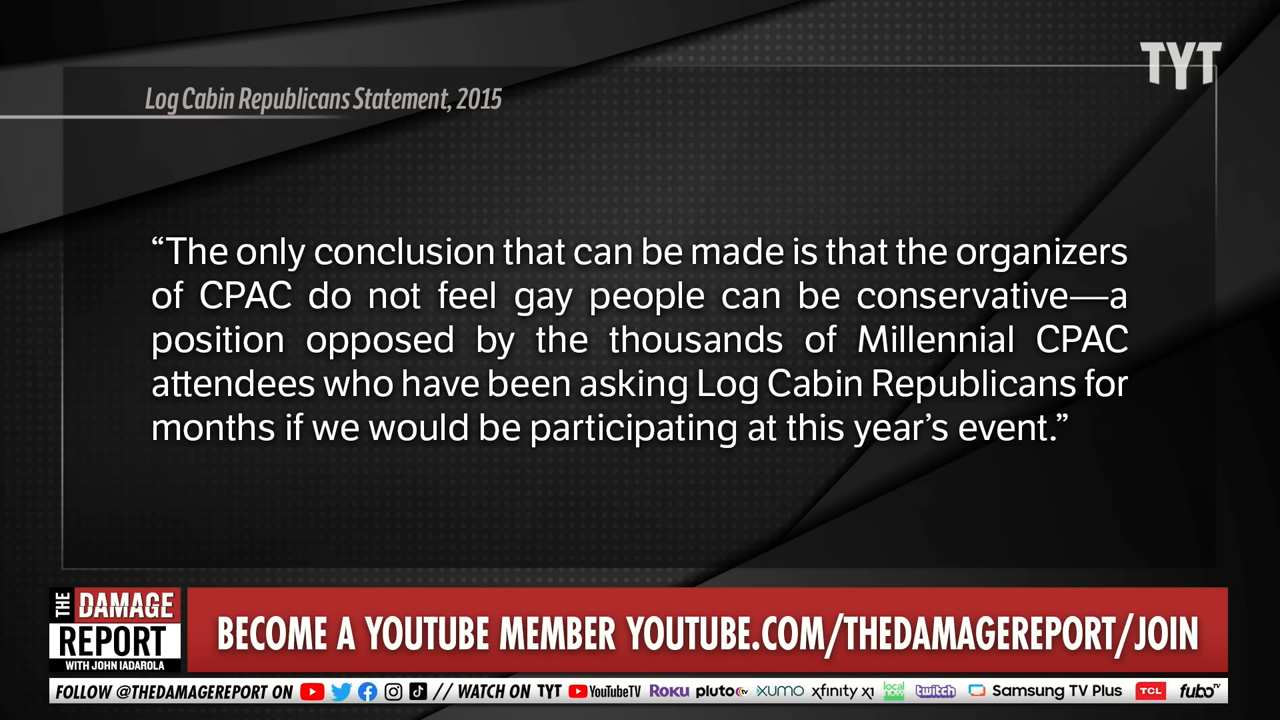 TYT
Log Cabin Republicans Statement, 2015
“The only conclusion that can be made is that the organizers
of CPAC do not feel gay people can be conservative—a
position opposed by the thousands of Millennial CPAC
attendees who have been asking Log Cabin Republicans for
months if we would be participating at this year’s event.”
THE DAMAGE
REPORT
WITH JOHN IADAROLA
BECOME A YOUTUBE MEMBER YOUTUBE.COM/THEDAMAGEREPORT/JOIN
FOLLOW @THEDAMAGEREPORT ON // WATCH ON TYT YouTubeTV ROKU pluto tv XUMO xfinity x1 local now twitch Samsung TV Plus TCL fuboTV